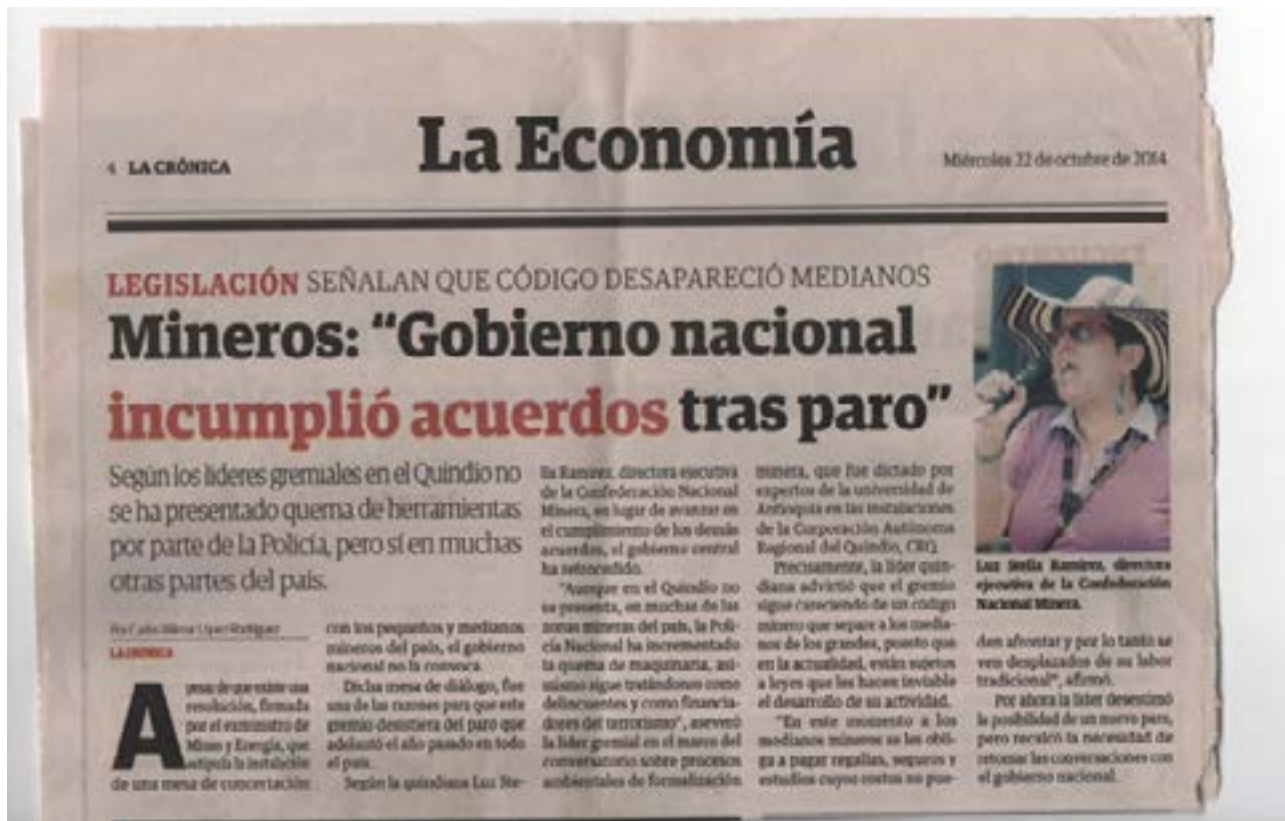 4 LA CRÓNICA
La Economía
Miércoles 22 de octubre de 2014
LEGISLACIÓN SEÑALAN QUE CÓDIGO DESAPARECIÓ MEDIANOS
Mineros: “Gobierno nacional
incumplió acuerdos tras paro”
Según los líderes gremiales en el Quindío no
se ha presentado quema de herramientas
por parte de la Policía, pero sí en muchas
otras partes del país.
Por Carlos López Rodríguez
LA CRÓNICA
A pesar de que existe una
resolución, firmada
por el exministro de
Minas y Energía, que
estipula la instalación
de una mesa de concertación
con los pequeños y medianos
mineros del país, el gobierno
nacional no la convoca.
Dicha mesa de diálogo, fue
una de las razones para que este
gremio desistiera del paro que
adelantó el año pasado en todo
el país.
Según la quindiana Luz Ste-
lla Ramírez, directora ejecutiva
de la Confederación Nacional
Minera, en lugar de avanzar en
el cumplimiento de los demás
acuerdos, el gobierno central
ha retrocedido.
“Aunque en el Quindío no
se presenta, en muchas de las
zonas mineras del país, la Poli-
cía Nacional ha incrementado
la quema de maquinaria, asi-
mismo sigue tratándonos como
delincuentes y como financia-
dores del terrorismo”, aseveró
la líder gremial en el marco del
conversatorio sobre procesos
ambientales de formalización
minera, que fue dictado por
expertos de la universidad de
Antioquia en las instalaciones
de la Corporación Autónoma
Regional del Quindío, CRQ.
Precisamente, la líder quin-
diana advirtió que el gremio
sigue careciendo de un código
minero que separe a los media-
nos de los grandes, puesto que
en la actualidad, están sujetos
a leyes que les hacen inviable
el desarrollo de su actividad.
“En este momento a los
medianos mineros se les obli-
ga a pagar regalías, seguros y
estudios cuyos costos no pue-
Luz Stella Ramírez, directora
ejecutiva de la Confederación
Nacional Minera.
den afrontar y por lo tanto se
ven desplazados de su labor
tradicional”, afirmó.
Por ahora la líder desestimó
la posibilidad de un nuevo paro,
pero recalcó la necesidad de
retomar las conversaciones con
el gobierno nacional.